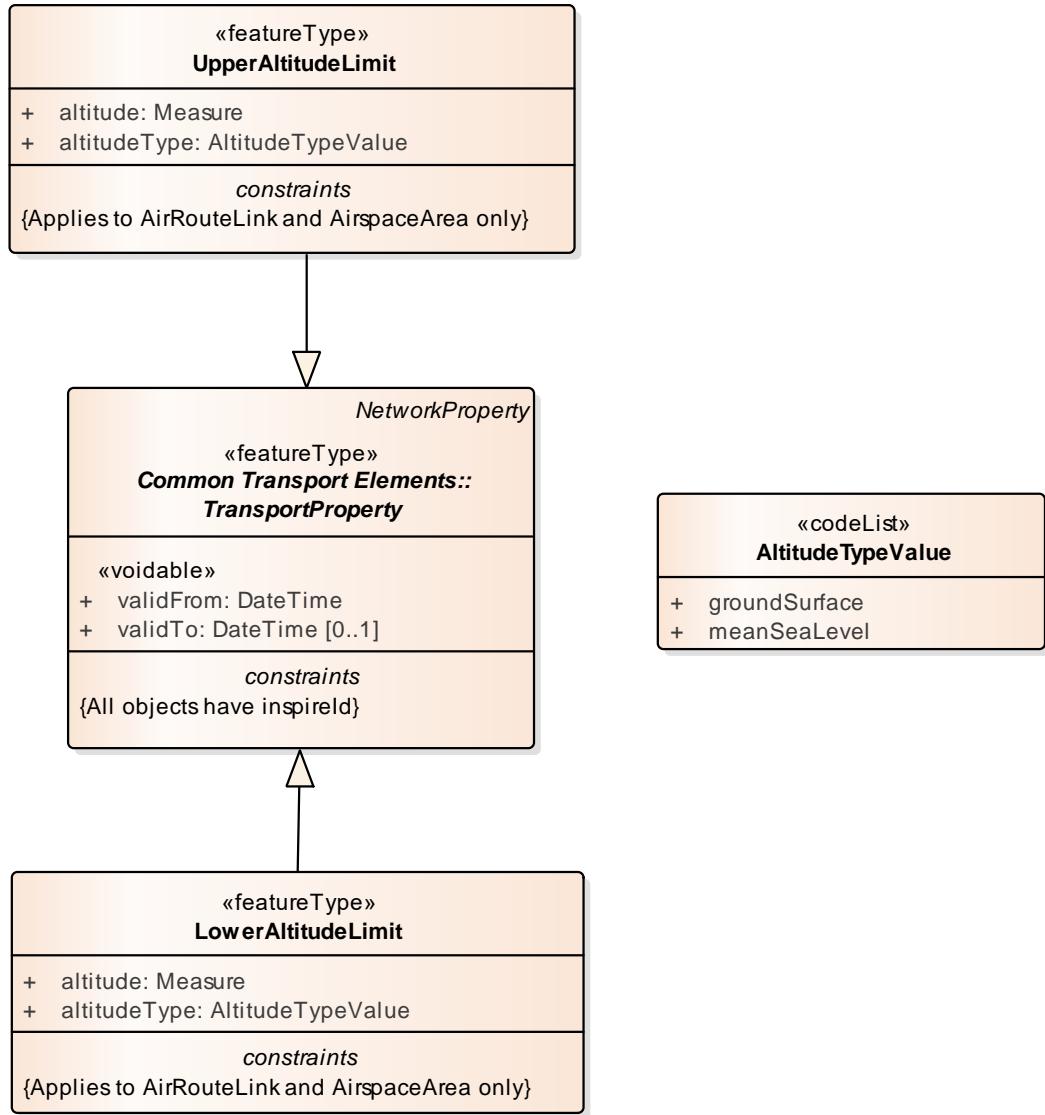 «featureType»
UpperAltitudeLimit
+ altitude: Measure
+ altitudeType: AltitudeTypeValue
constraints
{Applies to AirRouteLink and AirspaceArea only}
NetworkProperty
«featureType»
Common Transport Elements::
TransportProperty
«voidable»
+ validFrom: DateTime
+ validTo: DateTime [0..1]
constraints
{All objects have inspireId}
«codeList»
AltitudeTypeValue
+ groundSurface
+ meanSeaLevel
«featureType»
LowerAltitudeLimit
+ altitude: Measure
+ altitudeType: AltitudeTypeValue
constraints
{Applies to AirRouteLink and AirspaceArea only}